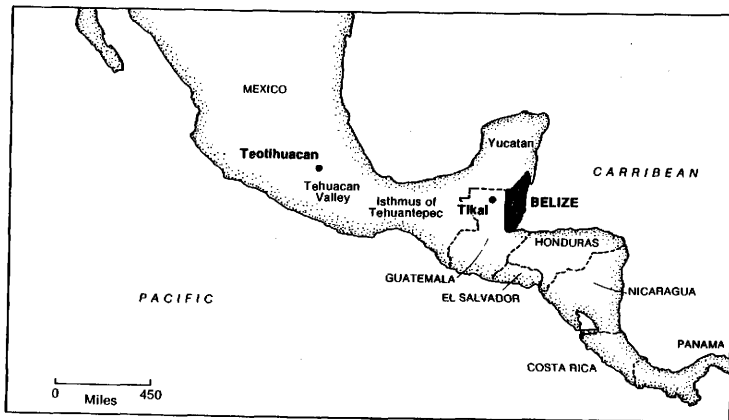 MEXICO
Yucatan
Teotihuacan
CARRIBEAN
Tehuacan
Valley
Isthmus of
Tehuantepec
Tikal
BELIZE
HONDURAS
GUATEMALA
EL SALVADOR
NICARAGUA
PACIFIC
PANAMA
COSTA RICA
0 450
Miles